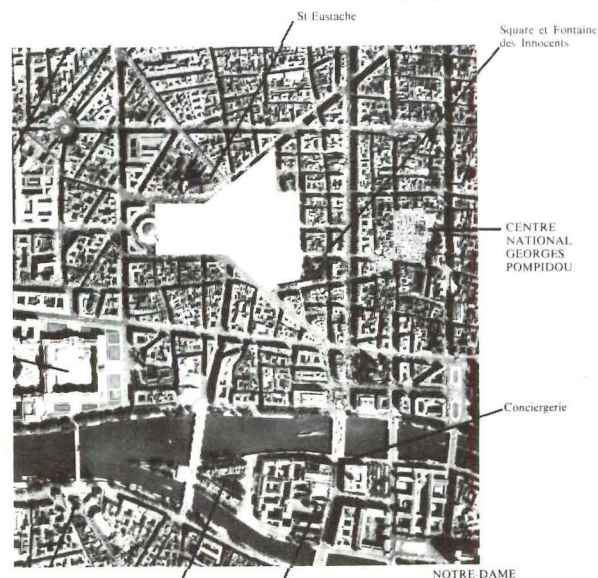 St Eustache
Square et Fontaine
des Innocents
CENTRE
NATIONAL
GEORGES
POMPIDOU
Conciergerie
NOTRE DAME